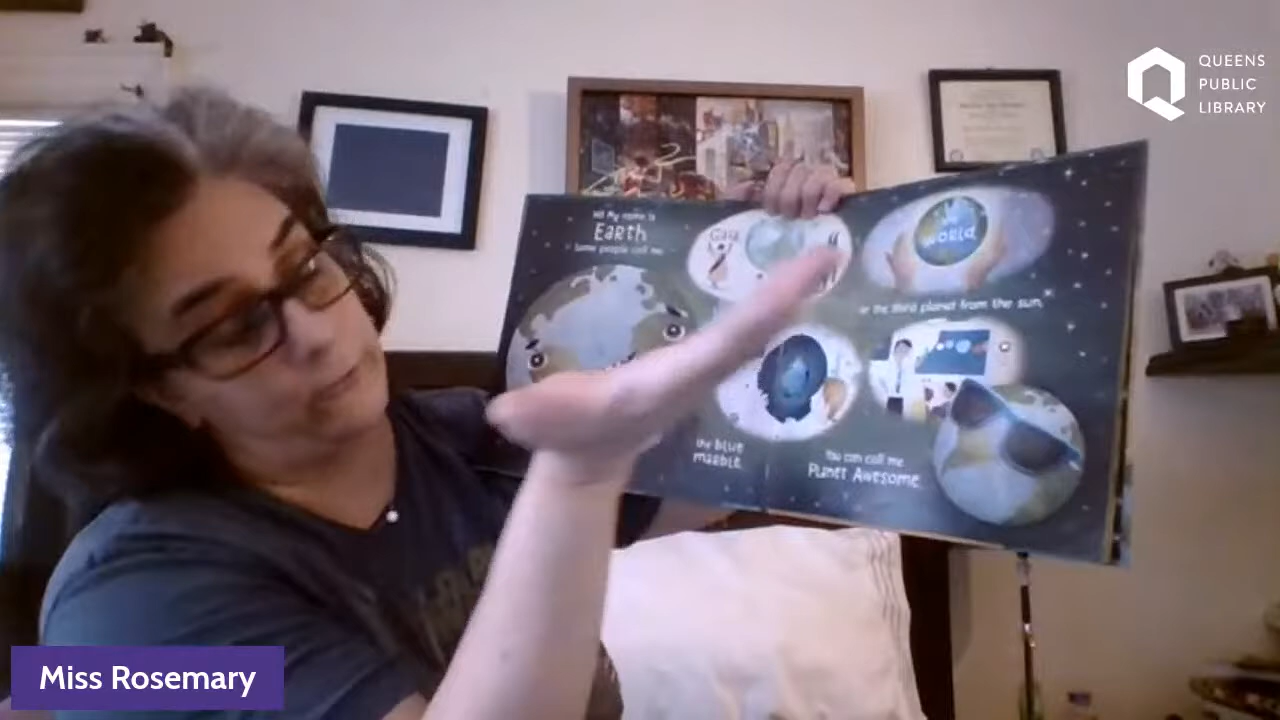 QUEENS
PUBLIC
LIBRARY
Hi! My name is
EARTH
Some people call me
Gaia
WORLD
or the third planet from the sun.
the blue
marble.
You can call me
PLANET AWESOME.
Miss Rosemary